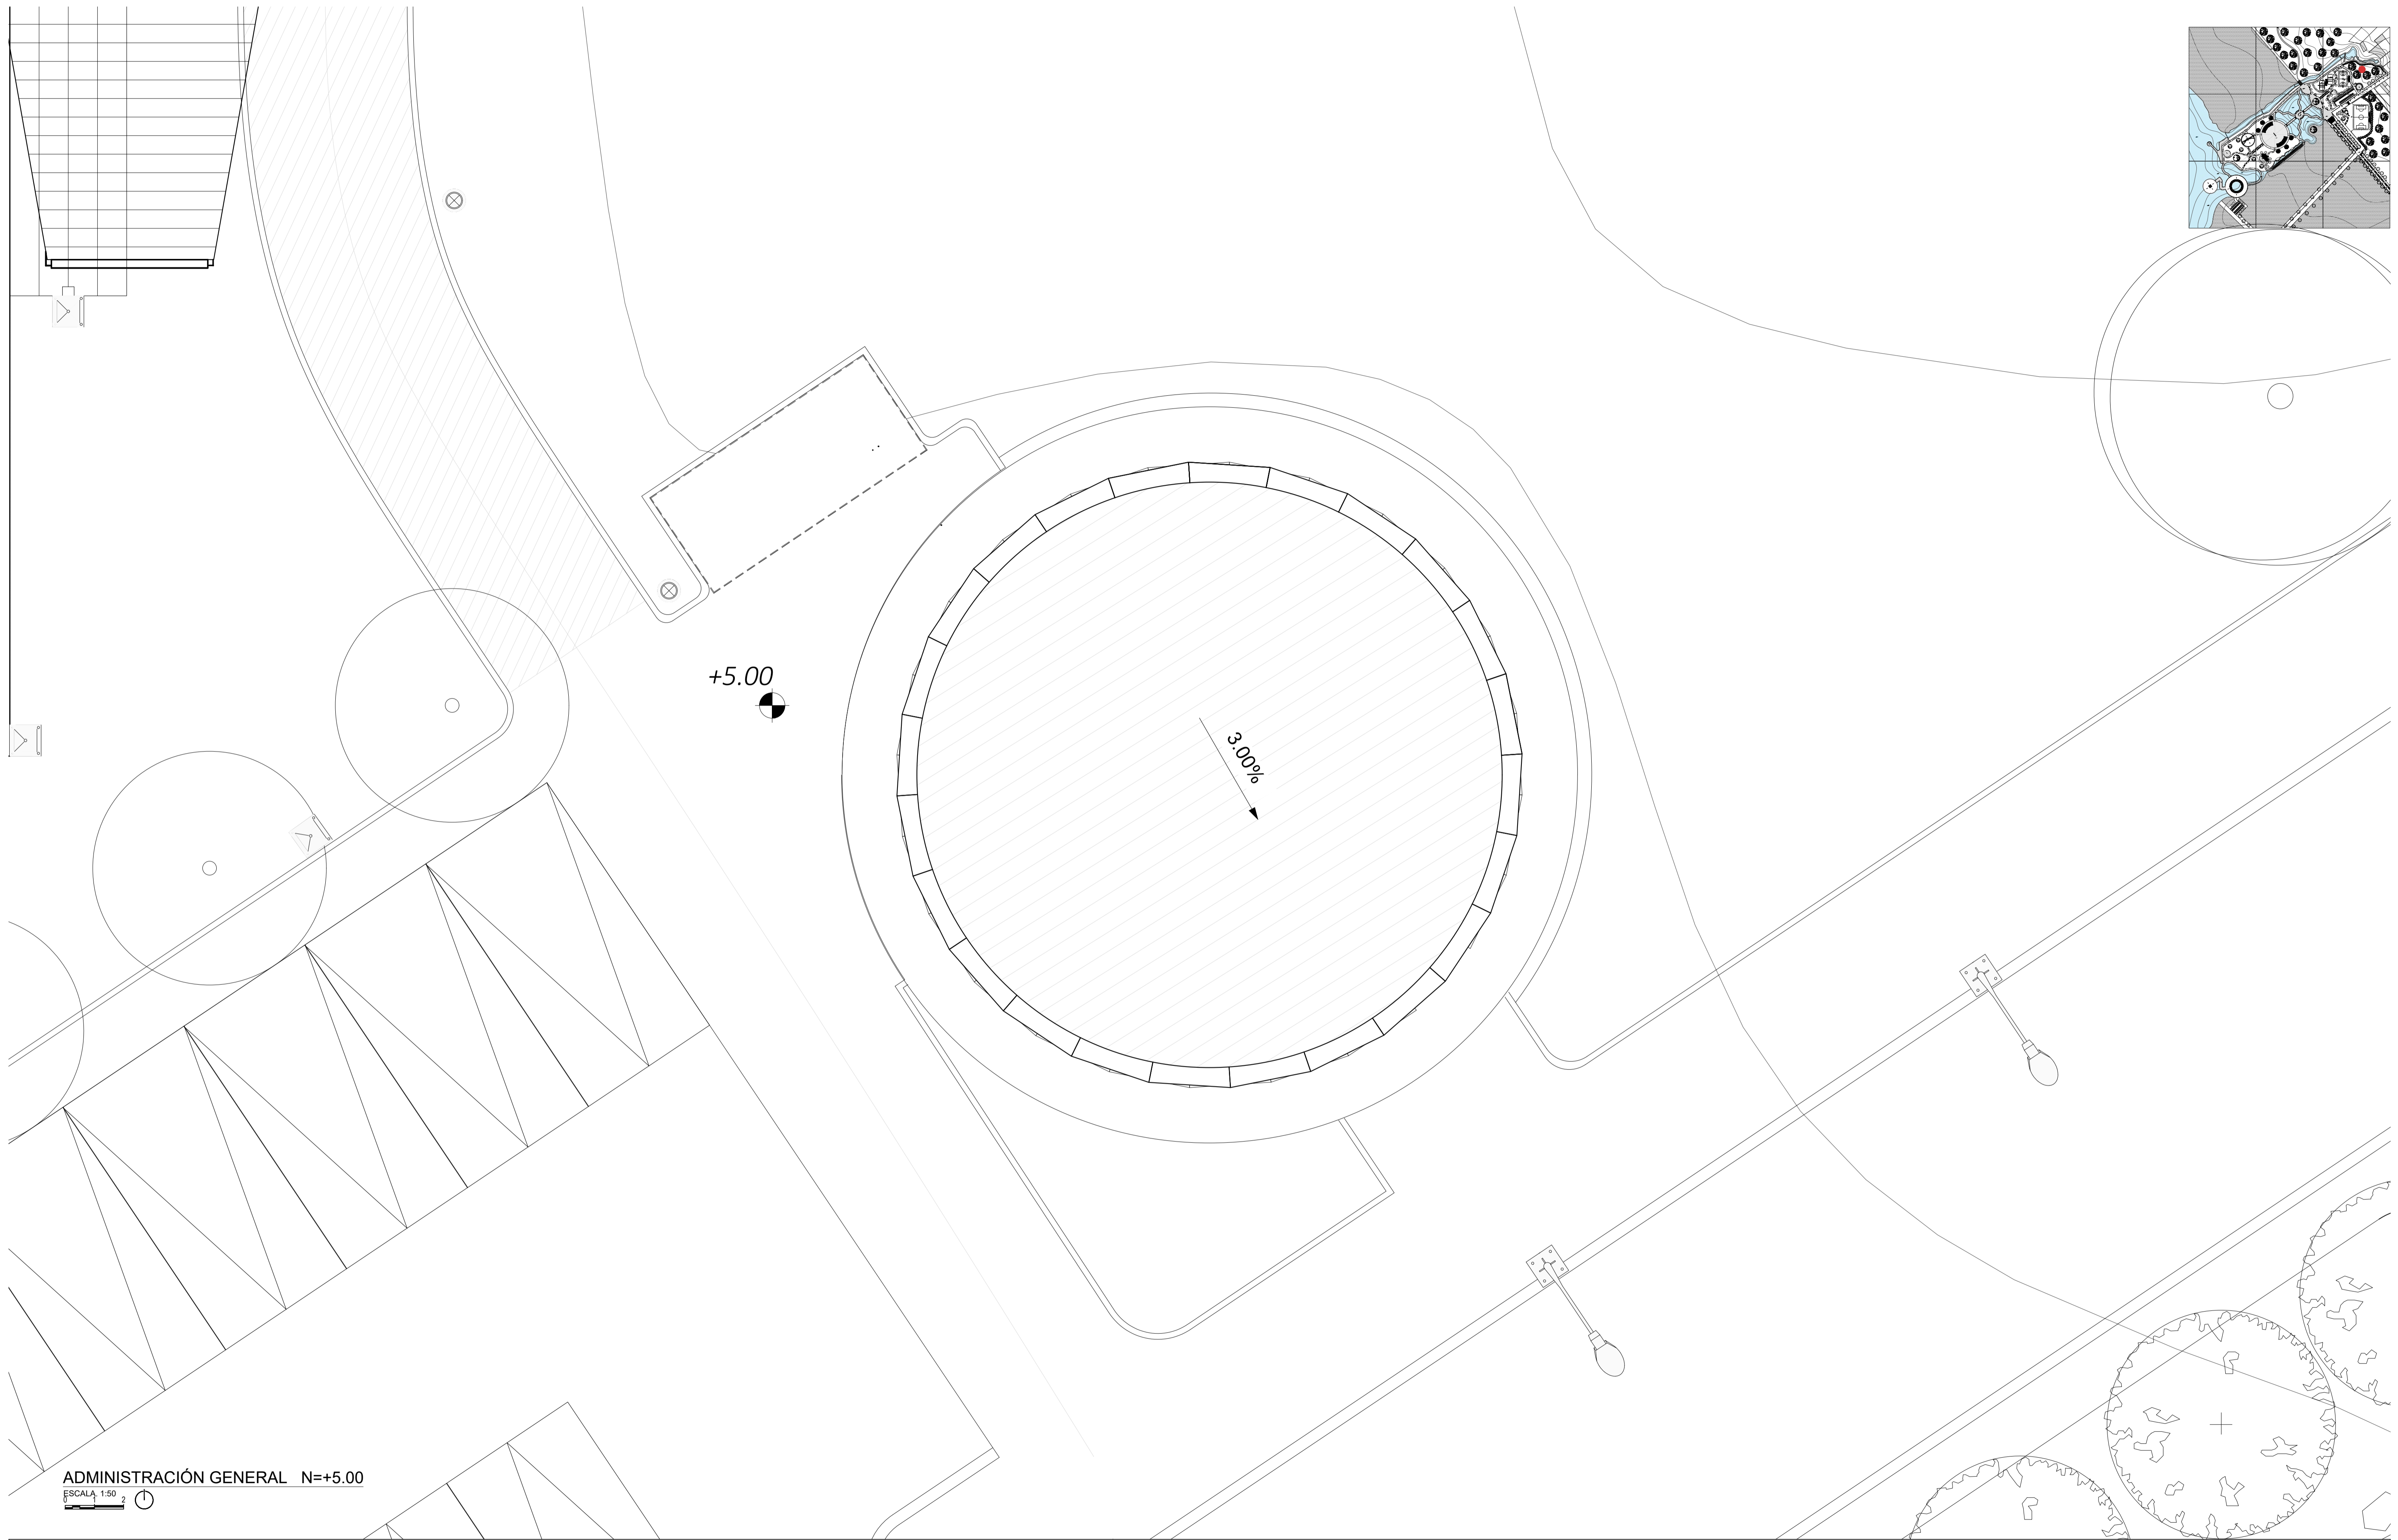 +5.00
3.00%
ADMINISTRACIÓN GENERAL N=+5.00
ESCALA. 1:50
0 1 2